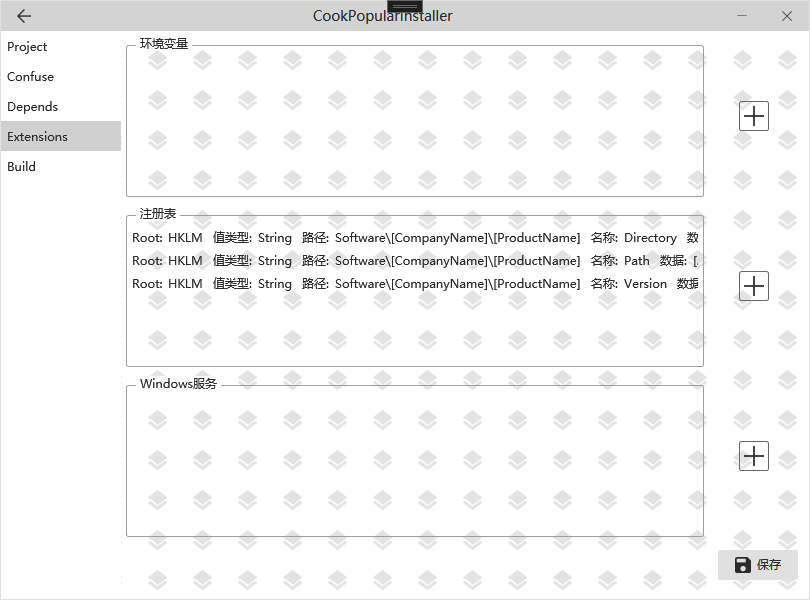 CookPopularInstaller
Project
Confuse
Depends
Extensions
Build
环境变量
注册表
Root: HKLM 值类型: String 路径: Software\[CompanyName]\[ProductName] 名称: Directory 数
Root: HKLM 值类型: String 路径: Software\[CompanyName]\[ProductName] 名称: Path 数据: [
Root: HKLM 值类型: String 路径: Software\[CompanyName]\[ProductName] 名称: Version 数据
Windows服务
保存